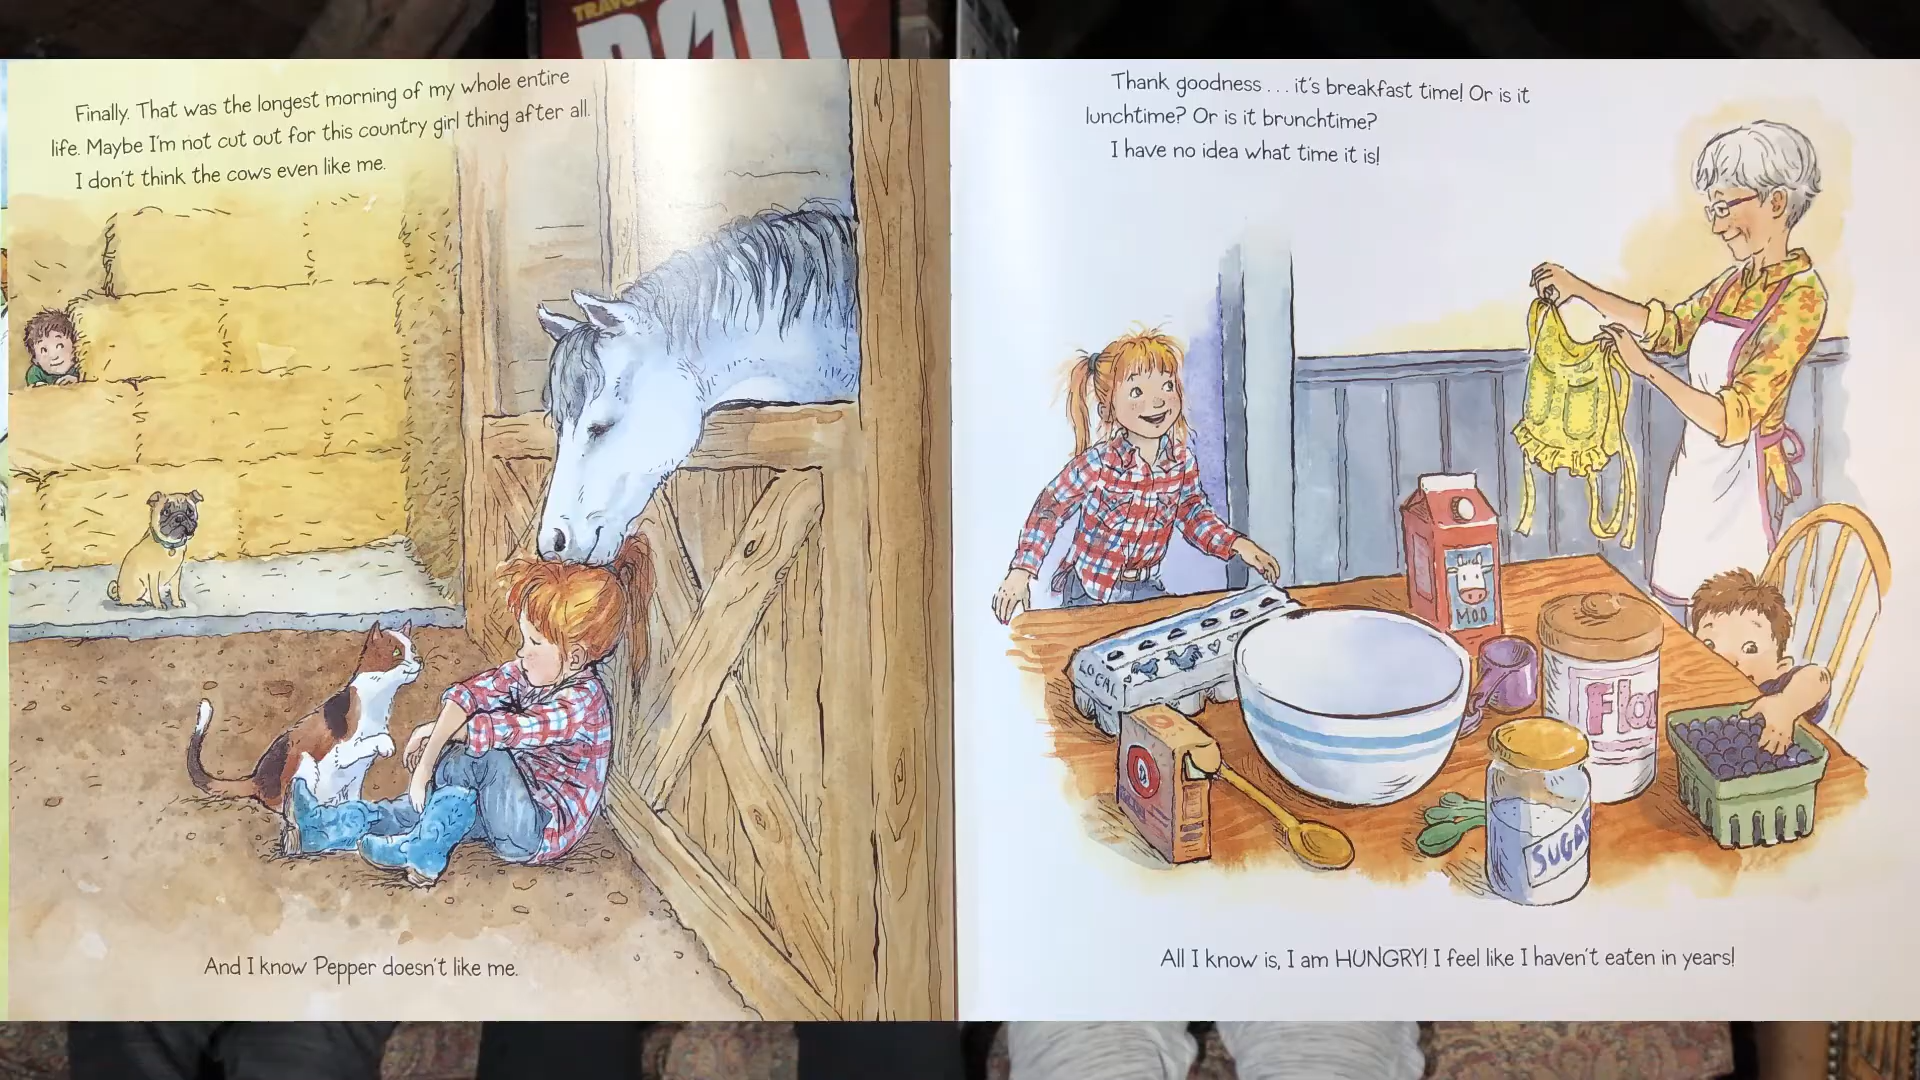 Finally. That was the longest morning of my whole entire
life. Maybe I'm not cut out for this country girl thing after all.
I don't think the cows even like me.
And I know Pepper doesn't like me.
Thank goodness . . . it's breakfast time! Or is it
lunchtime? Or is it brunchtime?
I have no idea what time it is!
MOO
LOCAL
Flou
SUGAR
All I know is, I am HUNGRY! I feel like I haven't eaten in years!